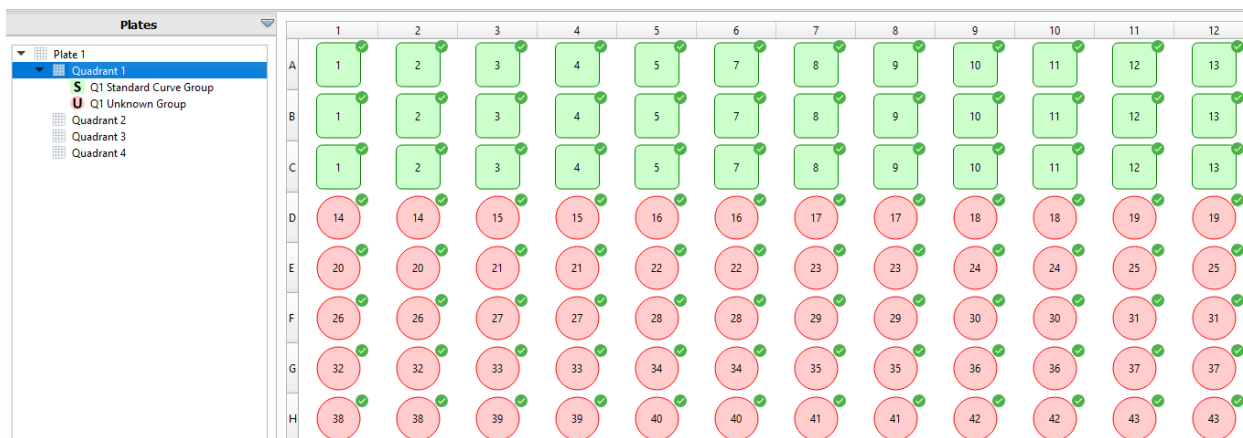 Plates
Plate 1
Quadrant 1
S Q1 Standard Curve Group
U Q1 Unknown Group
Quadrant 2
Quadrant 3
Quadrant 4
1 2 3 4 5 6 7 8 9 10 11 12
A 1 2 3 4 5 7 8 9 10 11 12 13
B 1 2 3 4 5 7 8 9 10 11 12 13
C 1 2 3 4 5 7 8 9 10 11 12 13
D 14 14 15 15 16 16 17 17 18 18 19 19
E 20 20 21 21 22 22 23 23 24 24 25 25
F 26 26 27 27 28 28 29 29 30 30 31 31
G 32 32 33 33 34 34 35 35 36 36 37 37
H 38 38 39 39 40 40 41 41 42 42 43 43